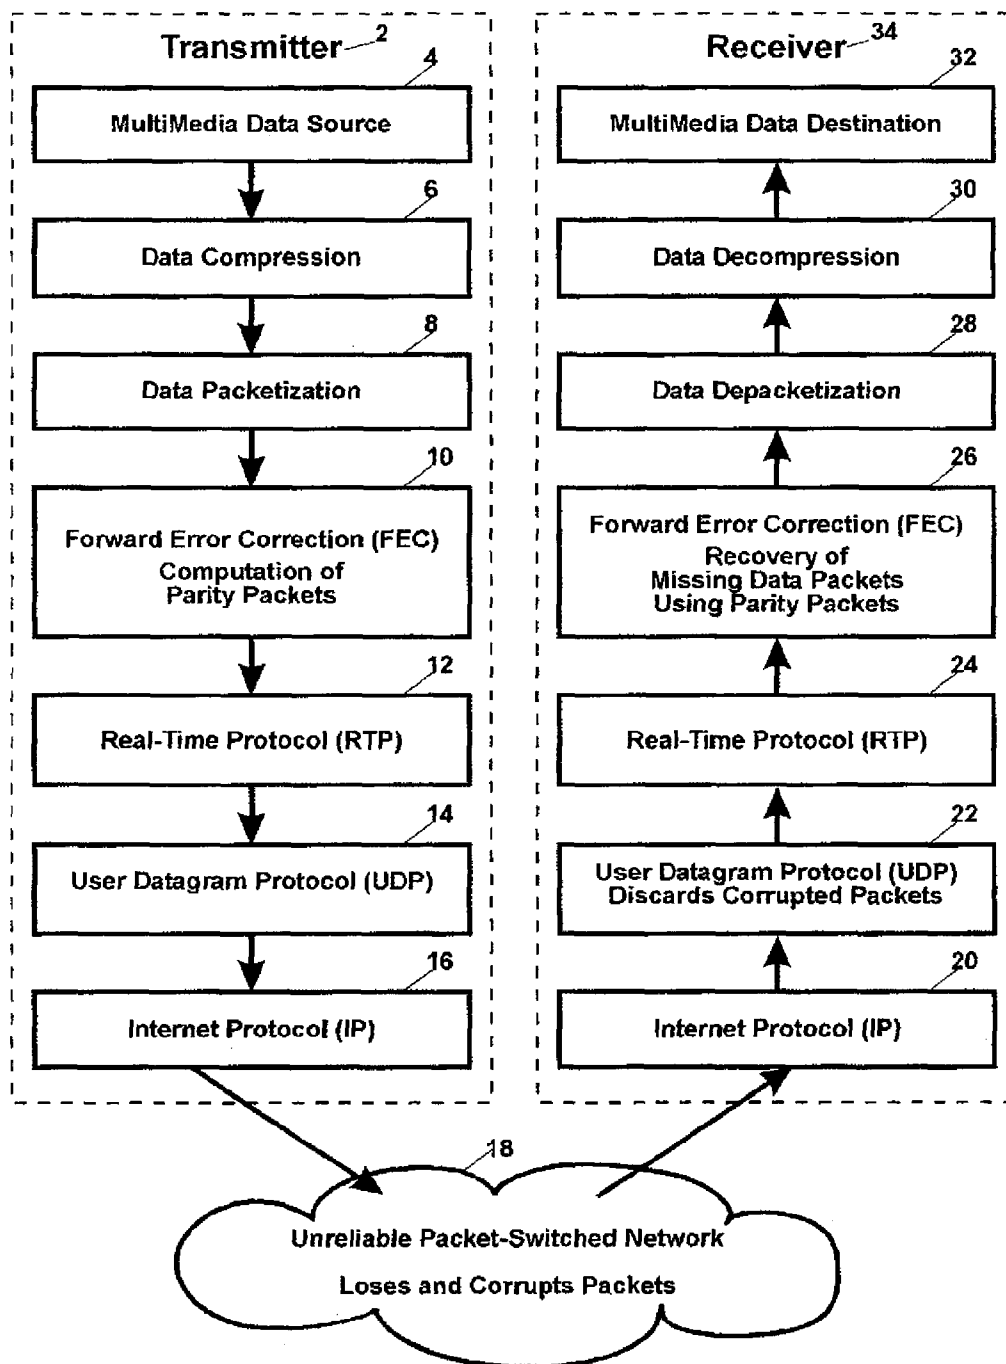 Transmitter 2
4
MultiMedia Data Source
6
Data Compression
8
Data Packetization
10
Forward Error Correction (FEC)
Computation of
Parity Packets
12
Real-Time Protocol (RTP)
14
User Datagram Protocol (UDP)
16
Internet Protocol (IP)
Receiver 34
32
MultiMedia Data Destination
30
Data Decompression
28
Data Depacketization
26
Forward Error Correction (FEC)
Recovery of
Missing Data Packets
Using Parity Packets
24
Real-Time Protocol (RTP)
22
User Datagram Protocol (UDP)
Discards Corrupted Packets
20
Internet Protocol (IP)
18
Unreliable Packet-Switched Network
Loses and Corrupts Packets